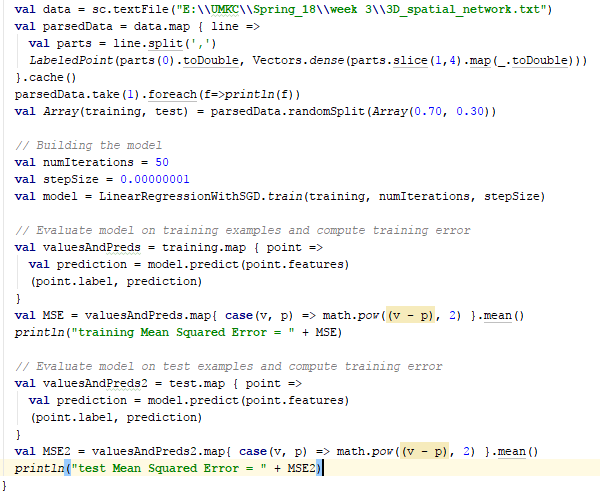 val data = sc.textFile("E:\\UMKC\\Spring_18\\week 3\\3D_spatial_network.txt")
val parsedData = data.map { line =>
  val parts = line.split(',')
  LabeledPoint(parts(0).toDouble, Vectors.dense(parts.slice(1,4).map(_.toDouble)))
}.cache()
parsedData.take(1).foreach(f=>println(f))
val Array(training, test) = parsedData.randomSplit(Array(0.70, 0.30))
// Building the model
val numIterations = 50
val stepSize = 0.00000001
val model = LinearRegressionWithSGD.train(training, numIterations, stepSize)
// Evaluate model on training examples and compute training error
val valuesAndPreds = training.map { point =>
  val prediction = model.predict(point.features)
  (point.label, prediction)
}
val MSE = valuesAndPreds.map{ case(v, p) => math.pow((v - p), 2) }.mean()
println("training Mean Squared Error = " + MSE)
// Evaluate model on test examples and compute training error
val valuesAndPreds2 = test.map { point =>
  val prediction = model.predict(point.features)
  (point.label, prediction)
}
val MSE2 = valuesAndPreds2.map{ case(v, p) => math.pow((v - p), 2) }.mean()
println("test Mean Squared Error = " + MSE2)
}